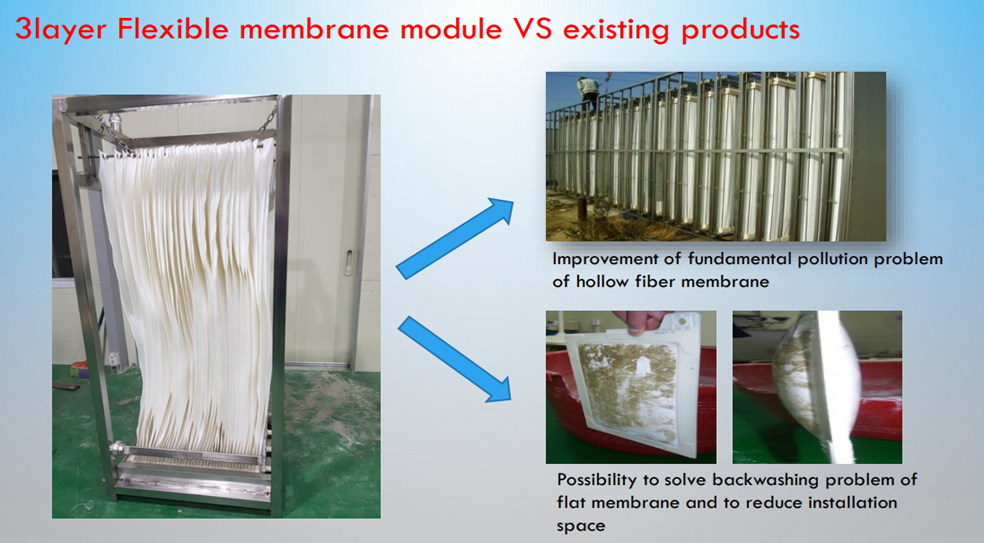 3layer Flexible membrane module VS existing products
Improvement of fundamental pollution problem
of hollow fiber membrane
Possibility to solve backwashing problem of
flat membrane and to reduce installation
space